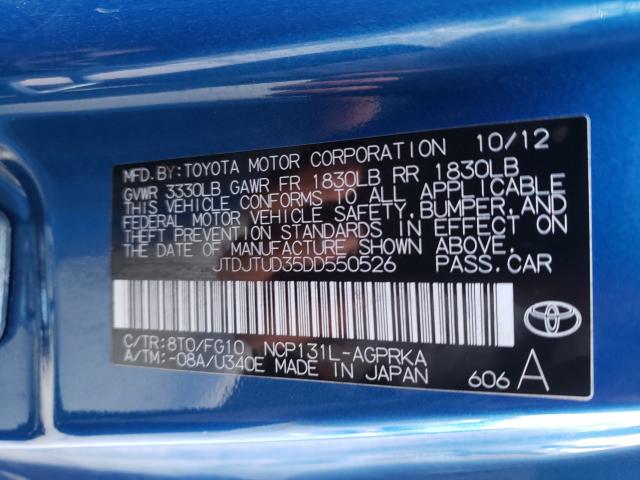 MFD.BY:TOYOTA MOTOR CORPORATION 10/12
GVWR 3330LB GAWR FR 1830LB RR 1830LB
THIS VEHICLE CONFORMS TO ALL APPLICABLE
FEDERAL MOTOR VEHICLE SAFETY,BUMPER,AND
THEFT PREVENTION STANDARDS IN EFFECT ON
THE DATE OF MANUFACTURE SHOWN ABOVE.
JTDJTUD35DD550526 PASS.CAR
C/TR:8T0/FG10 NCP131L-AGPRKA
A/TM:-08A/U340E MADE IN JAPAN
606 A